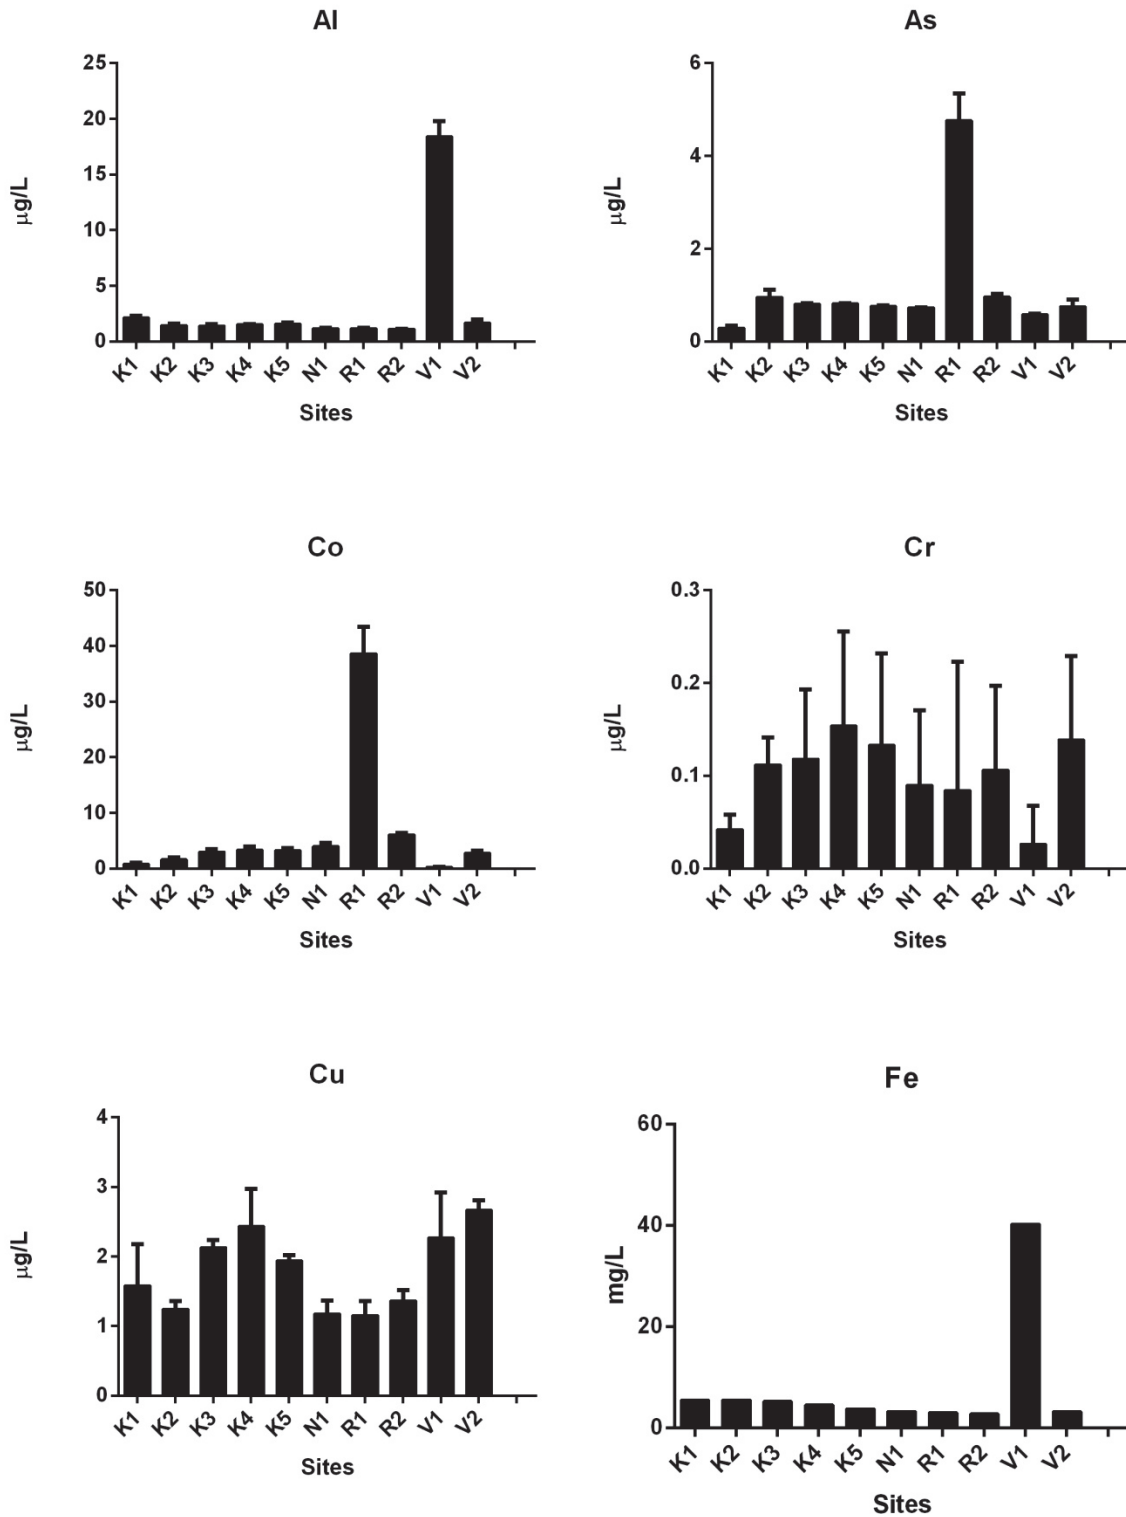 Al
25
20
15
10
5
0
μg/L
K1 K2 K3 K4 K5 N1 R1 R2 V1 V2
Sites
As
6
4
2
0
μg/L
K1 K2 K3 K4 K5 N1 R1 R2 V1 V2
Sites
Co
50
40
30
20
10
0
μg/L
K1 K2 K3 K4 K5 N1 R1 R2 V1 V2
Sites
Cr
0.3
0.2
0.1
0.0
μg/L
K1 K2 K3 K4 K5 N1 R1 R2 V1 V2
Sites
Cu
4
3
2
1
0
μg/L
K1 K2 K3 K4 K5 N1 R1 R2 V1 V2
Sites
Fe
60
40
20
0
mg/L
K1 K2 K3 K4 K5 N1 R1 R2 V1 V2
Sites